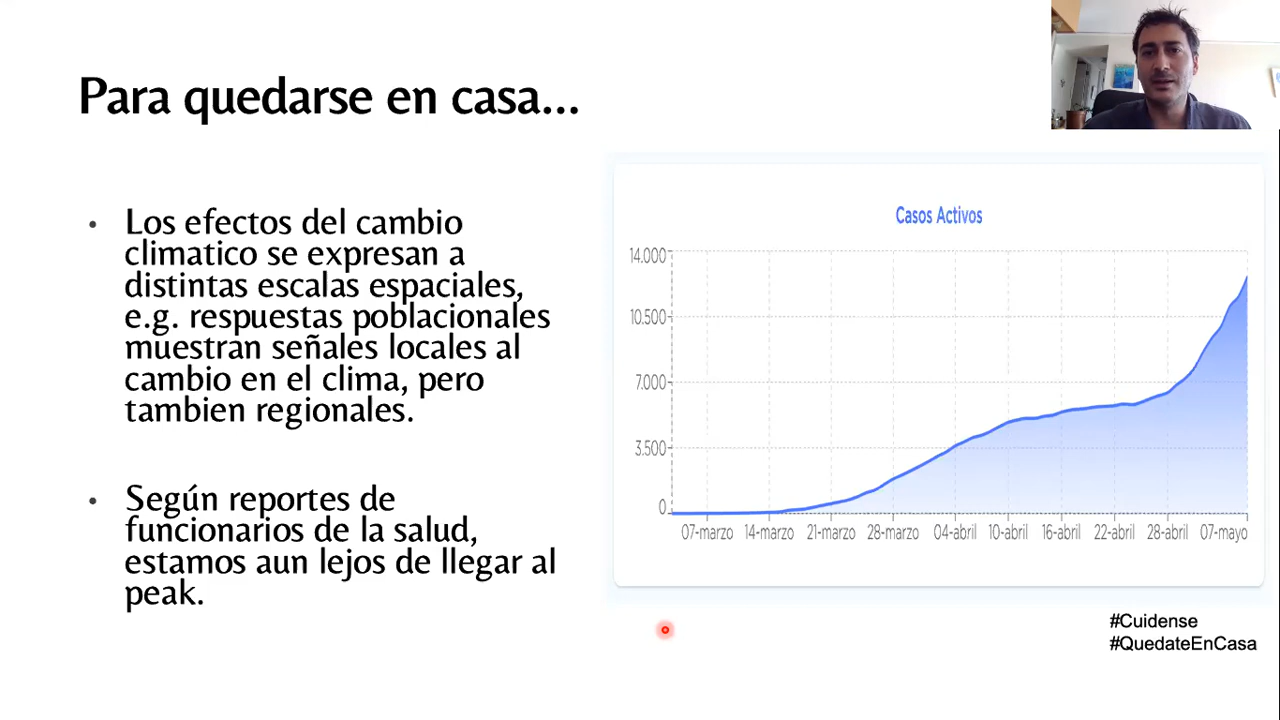 Para quedarse en casa...
• Los efectos del cambio
climatico se expresan a
distintas escalas espaciales,
e.g. respuestas poblacionales
muestran señales locales al
cambio en el clima, pero
tambien regionales.
• Según reportes de
funcionarios de la salud,
estamos aun lejos de llegar al
peak.
Casos Activos
14.000
10.500
7.000
3.500
0
07-marzo 14-marzo 21-marzo 28-marzo 04-abril 10-abril 16-abril 22-abril 28-abril 07-mayo
#Cuidense
#QuedateEnCasa